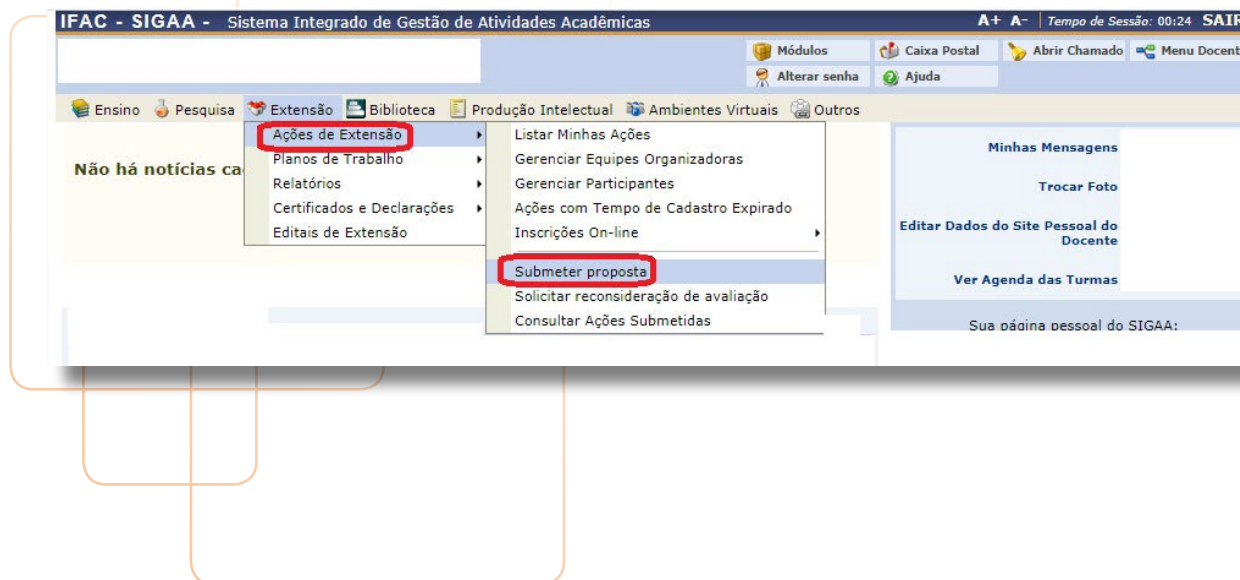 IFAC - SIGAA - Sistema Integrado de Gestão de Atividades Acadêmicas A+ A- | Tempo de Sessão: 00:24 SAIR
Módulos Caixa Postal Abrir Chamado Menu Docent
Alterar senha Ajuda
Ensino Pesquisa Extensão Biblioteca Produção Intelectual Ambientes Virtuais Outros
Não há notícias ca
Ações de Extensão
Planos de Trabalho
Relatórios
Certificados e Declarações
Editais de Extensão
Listar Minhas Ações
Gerenciar Equipes Organizadoras
Gerenciar Participantes
Ações com Tempo de Cadastro Expirado
Inscrições On-line
Submeter proposta
Solicitar reconsideração de avaliação
Consultar Ações Submetidas
Minhas Mensagens
Trocar Foto
Editar Dados do Site Pessoal do
Docente
Ver Agenda das Turmas
Sua página pessoal do SIGAA: